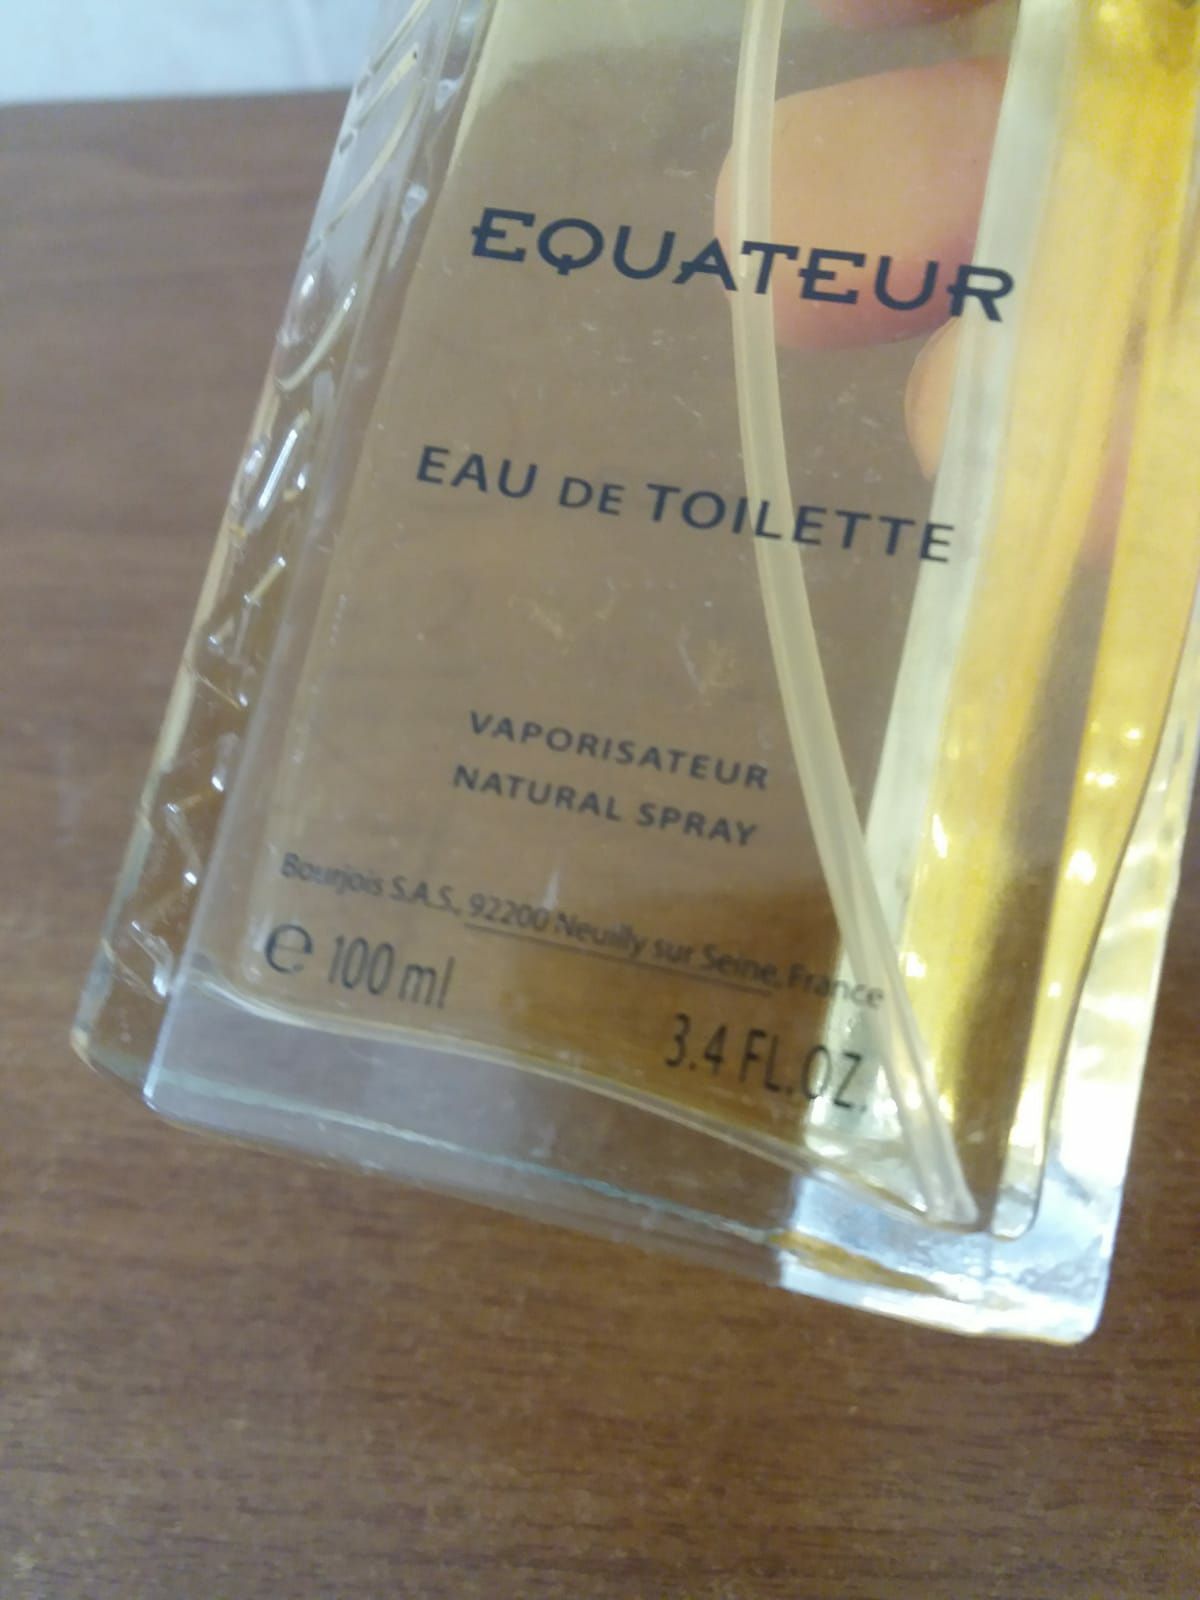 EQUATEUR
EAU DE TOILETTE
VAPORISATEUR
NATURAL SPRAY
Bourjois S.A.S., 92200 Neuilly sur Seine, France
℮ 100 ml
3.4 FL.OZ.